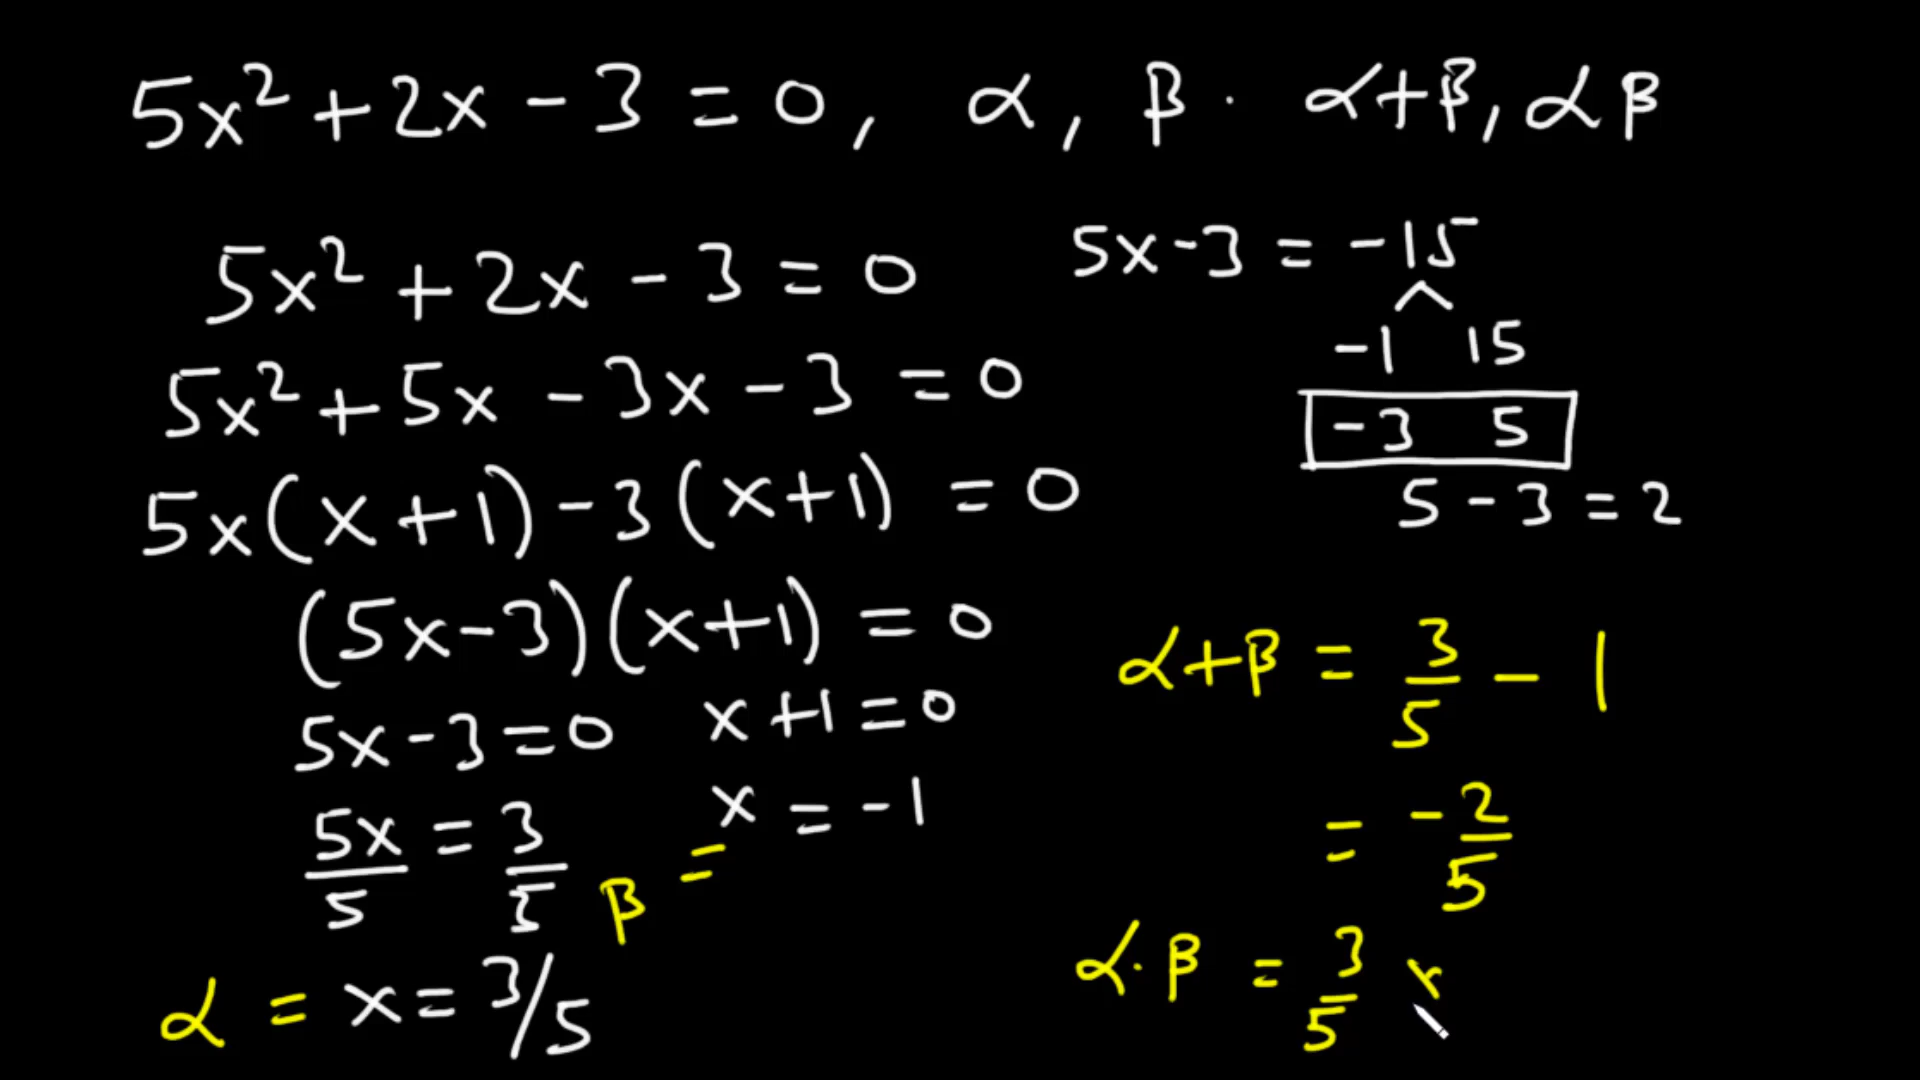 5x² + 2x - 3 = 0, α, β. α+β, αβ
5x² + 2x - 3 = 0
5x² + 5x - 3x - 3 = 0
5x(x+1) - 3(x+1) = 0
(5x-3)(x+1) = 0
5x-3=0 x+1=0
5x/5 = 3/5 x = -1
β =
α = x = 3/5
5x-3 = -15
-1 15
-3 5
5-3=2
α+β = 3/5 - 1
= -2/5
α·β = 3/5 x